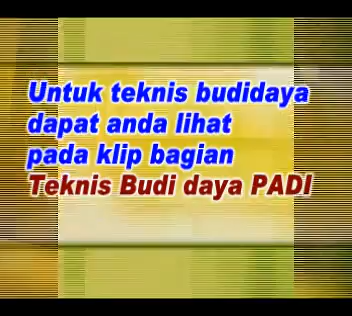 Untuk teknis budidaya
dapat anda lihat
pada klip bagian
Teknis Budi daya PADI